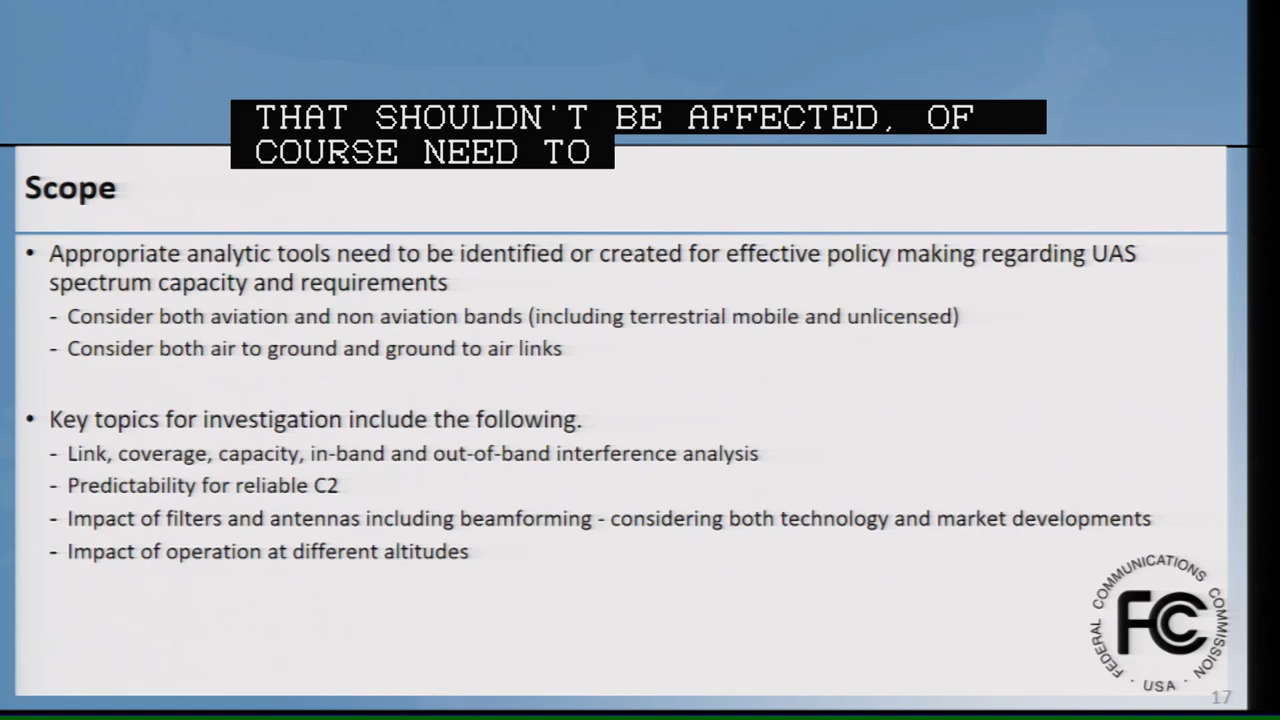 THAT SHOULDN'T BE AFFECTED, OF
COURSE NEED TO
Scope
• Appropriate analytic tools need to be identified or created for effective policy making regarding UAS
spectrum capacity and requirements
- Consider both aviation and non aviation bands (including terrestrial mobile and unlicensed)
- Consider both air to ground and ground to air links
• Key topics for investigation include the following.
- Link, coverage, capacity, in-band and out-of-band interference analysis
- Predictability for reliable C2
- Impact of filters and antennas including beamforming - considering both technology and market developments
- Impact of operation at different altitudes
FEDERAL COMMUNICATIONS COMMISSION
FCC
· USA ·
17